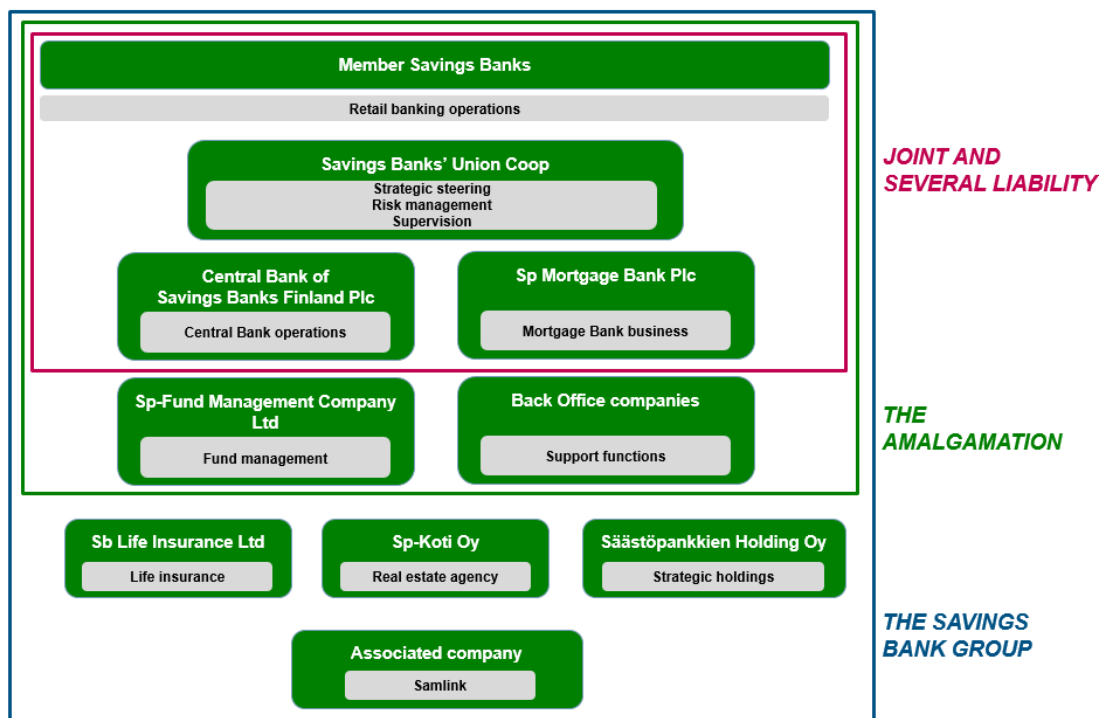 Member Savings Banks
Retail banking operations
Savings Banks’ Union Coop
Strategic steering
Risk management
Supervision
JOINT AND
SEVERAL LIABILITY
Central Bank of
Savings Banks Finland Plc
Central Bank operations
Sp Mortgage Bank Plc
Mortgage Bank business
Sp-Fund Management Company
Ltd
Fund management
Back Office companies
Support functions
THE
AMALGAMATION
Sb Life Insurance Ltd
Life insurance
Sp-Koti Oy
Real estate agency
Säästöpankkien Holding Oy
Strategic holdings
THE SAVINGS
BANK GROUP
Associated company
Samlink